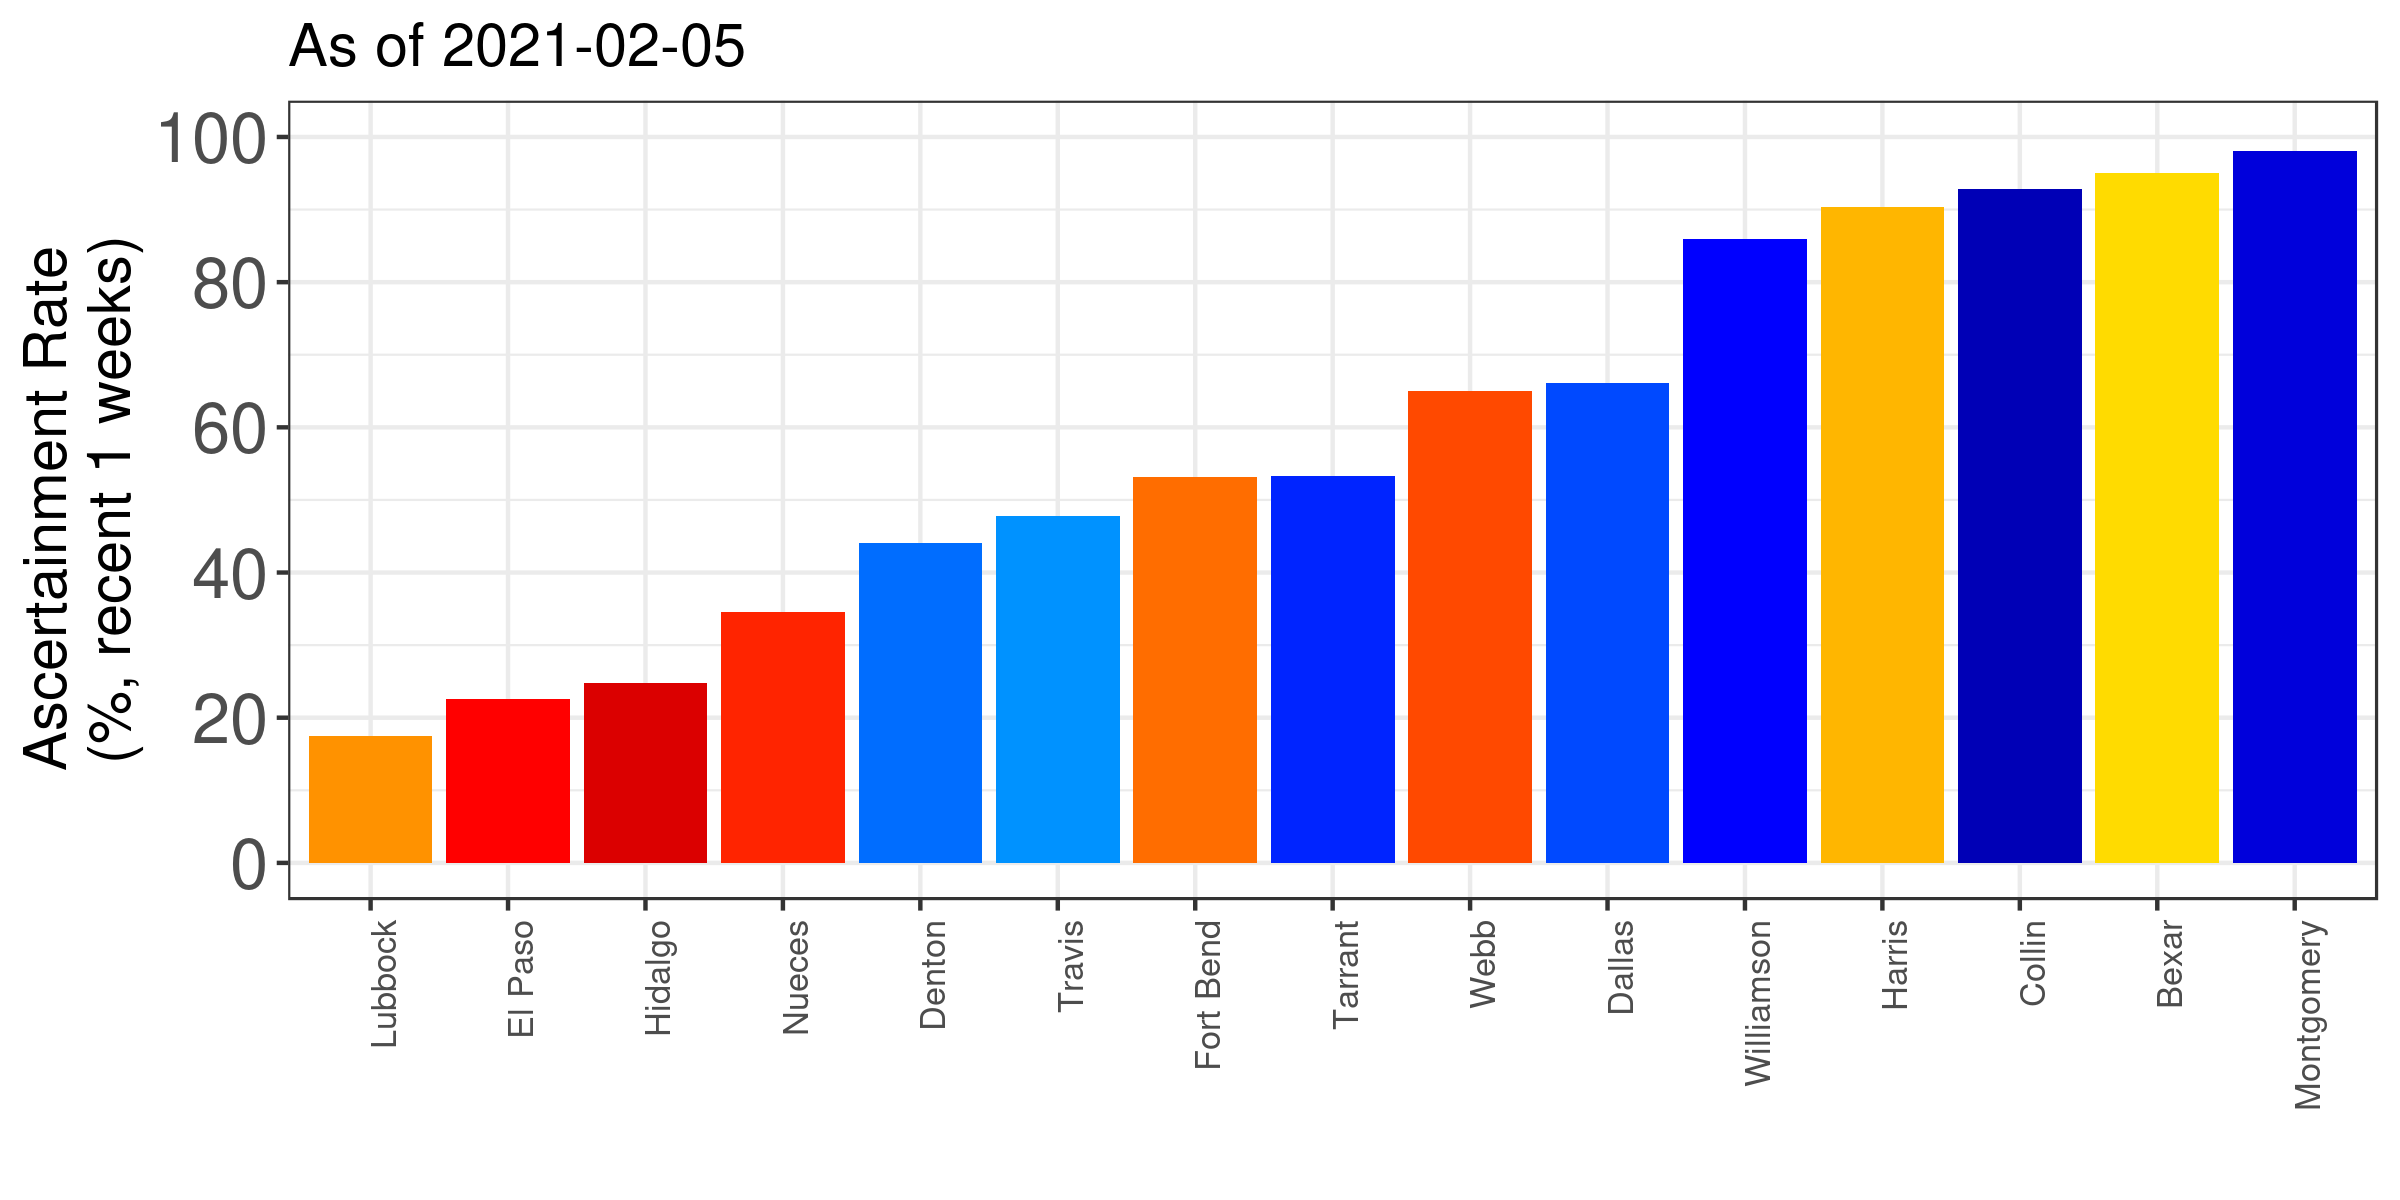 As of 2021-02-05
Ascertainment Rate
(%, recent 1 weeks)
100
80
60
40
20
0
Lubbock
El Paso
Hidalgo
Nueces
Denton
Travis
Fort Bend
Tarrant
Webb
Dallas
Williamson
Harris
Collin
Bexar
Montgomery